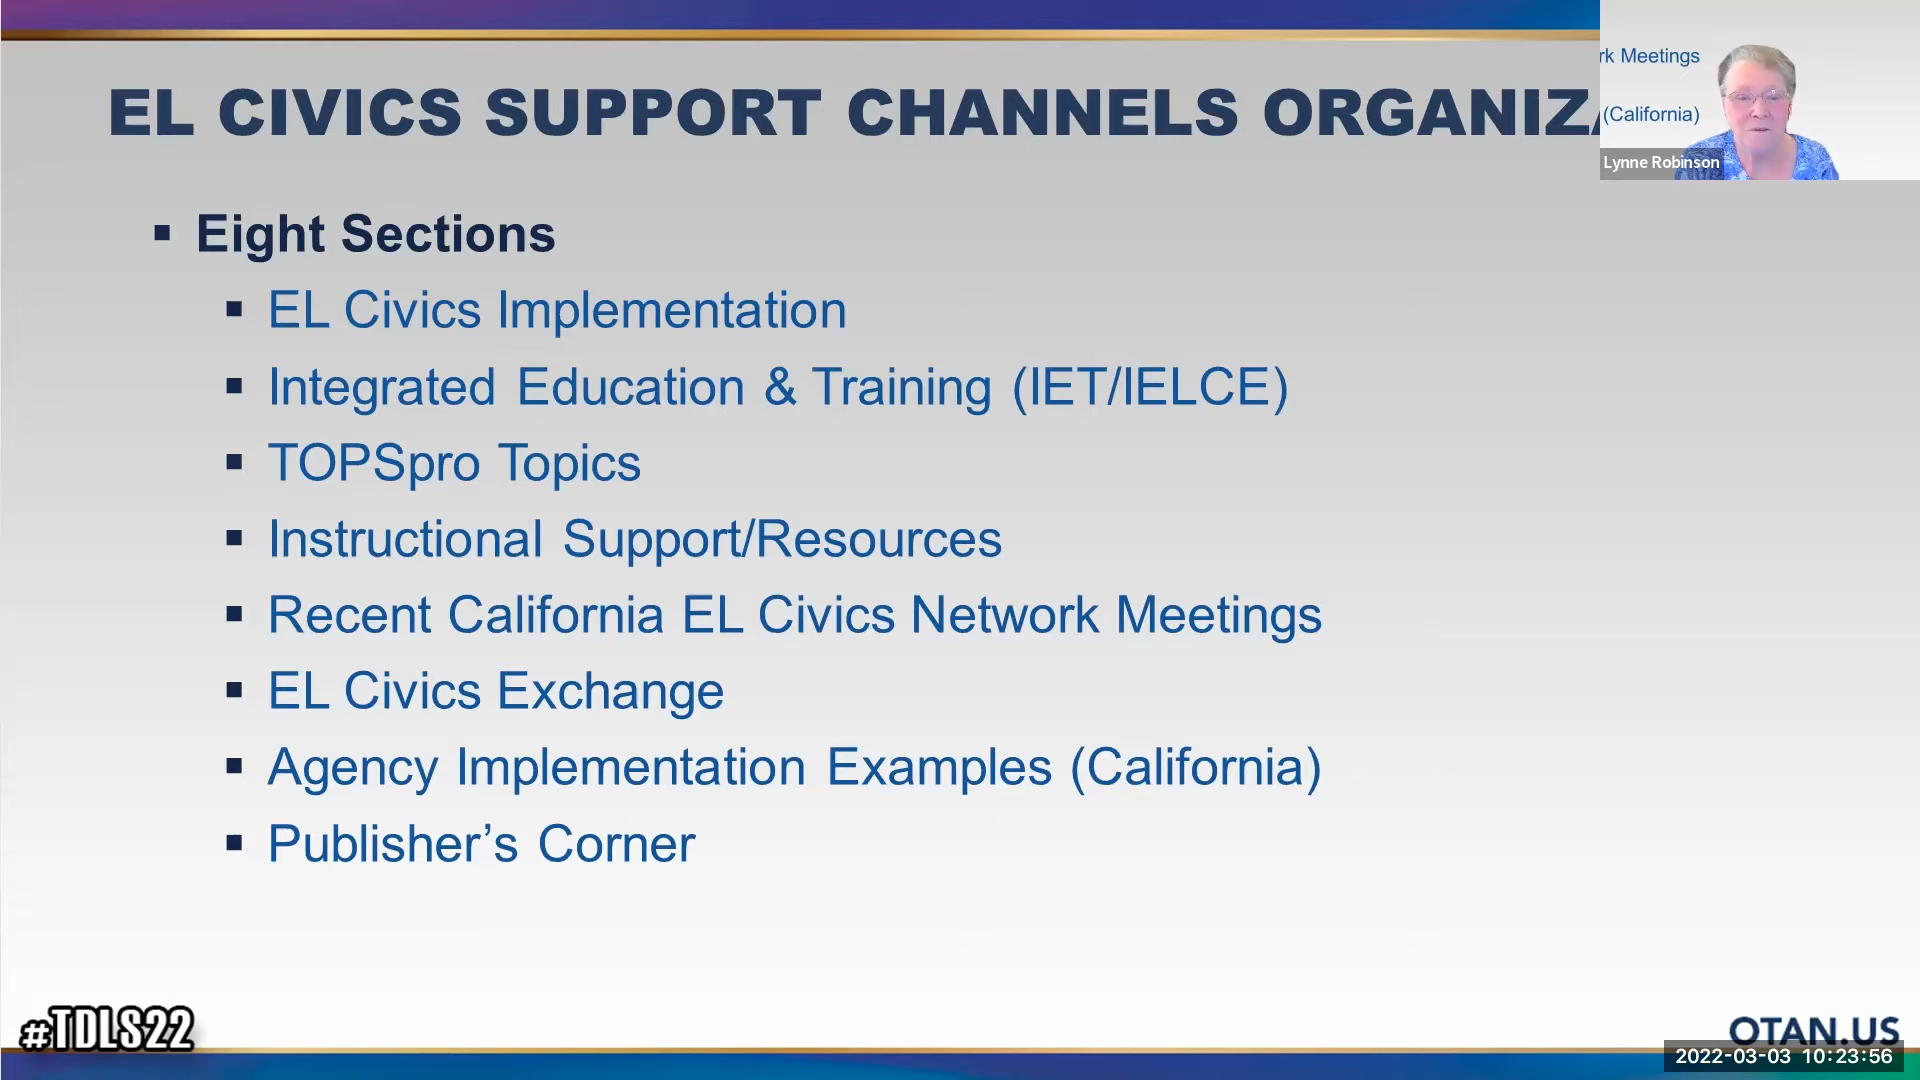 EL CIVICS SUPPORT CHANNELS
Eight Sections
EL Civics Implementation
Integrated Education & Training (IET/IELCE)
TOPSpro Topics
Instructional Support/Resources
Recent California EL Civics Network Meetings
EL Civics Exchange
Agency Implementation Examples (California)
Publisher’s Corner
Meetings
(California)
Lynne Robinson
#TDLS22
OTAN.US
2022-03-03 10:23:56